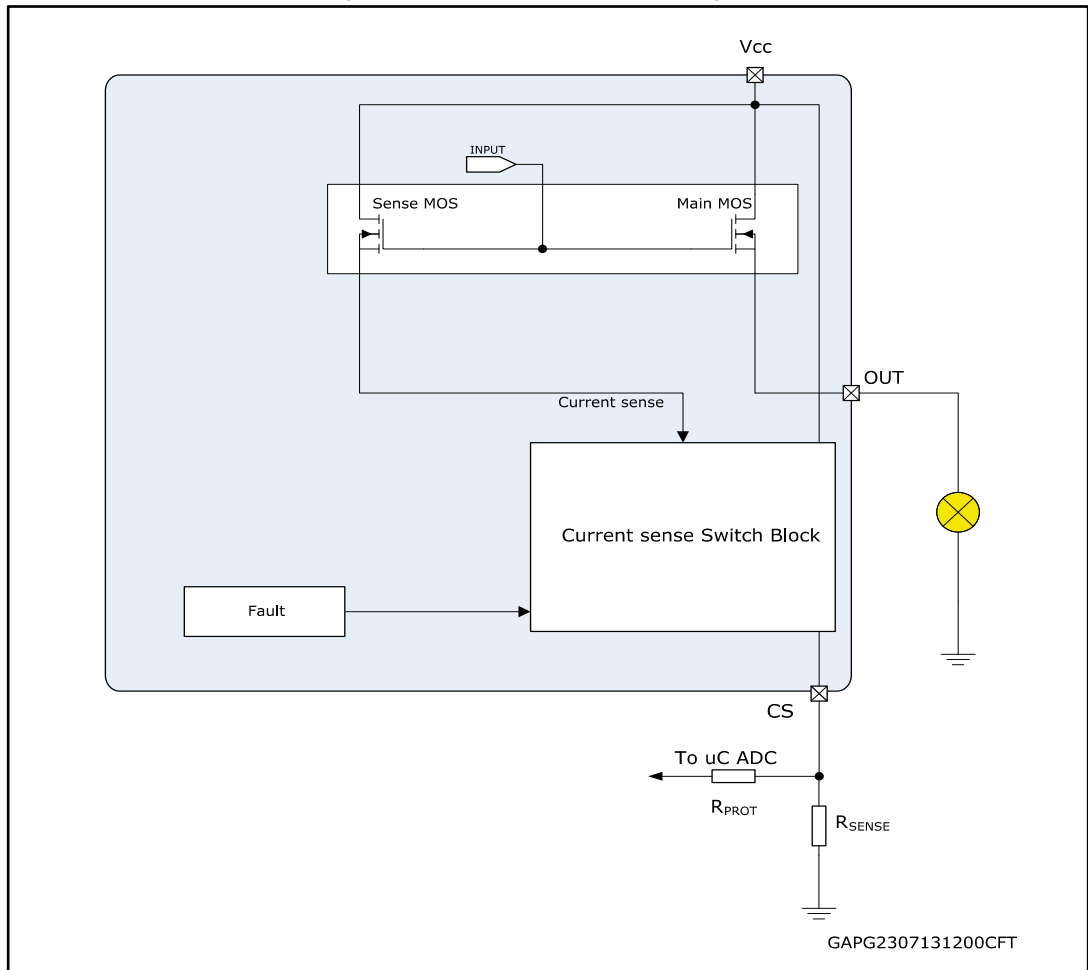 Vcc
INPUT
Sense MOS
Main MOS
OUT
Current sense
Current sense Switch Block
Fault
CS
To uC ADC
RPROT
RSENSE
GAPG2307131200CFT